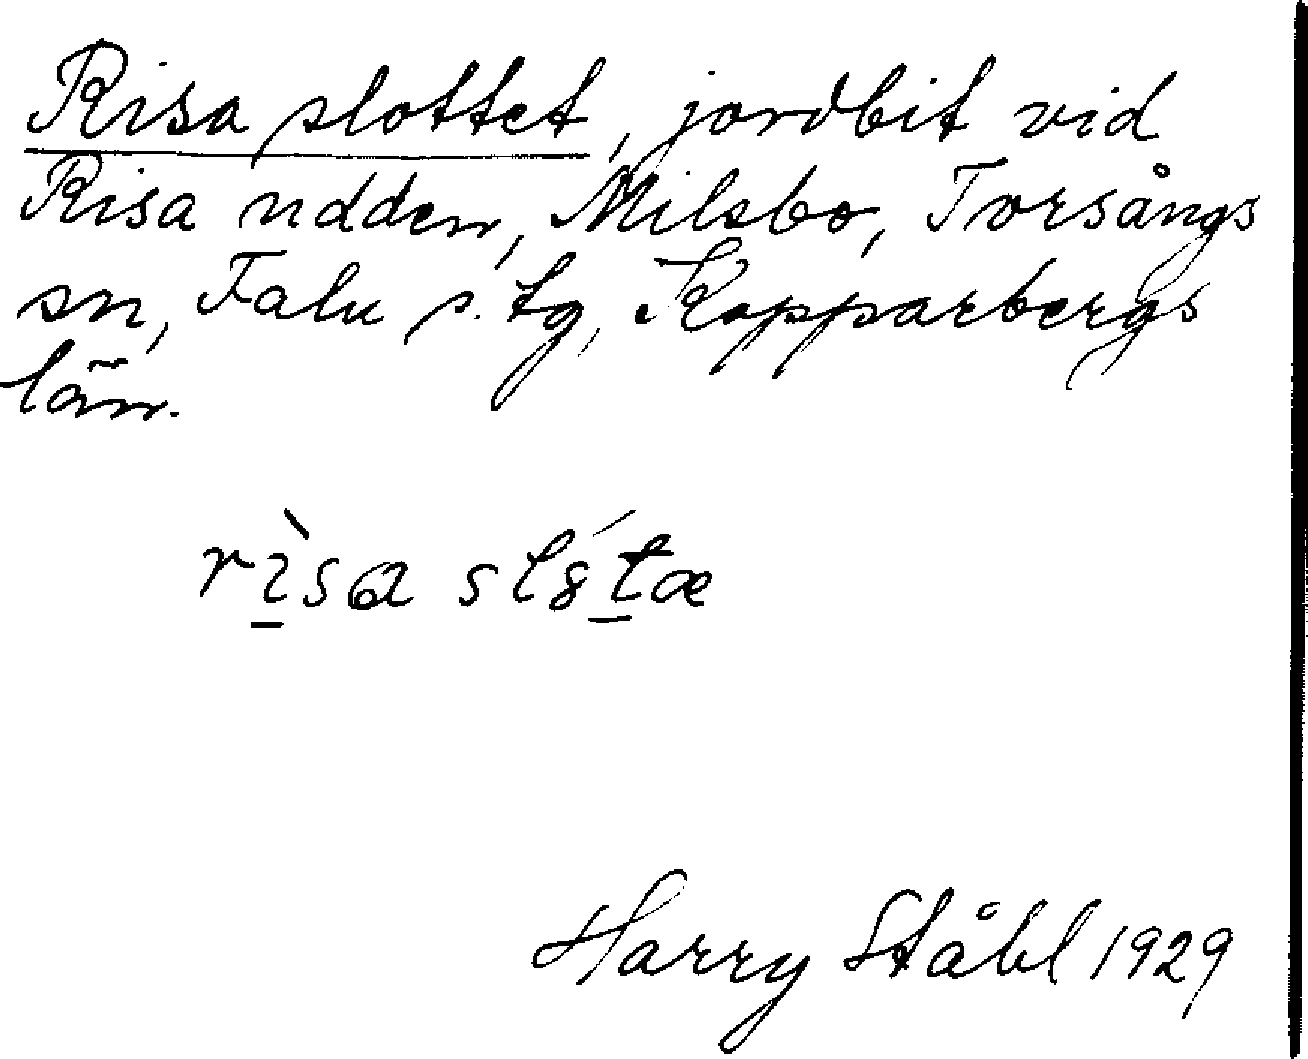 Risa slottet, jordbit vid
Risa udden, Milsbo, Torsångs
sn, Falu s. tg, Kopparbergs
län.
rìsa slǿtæ
Harry Ståhl 1929